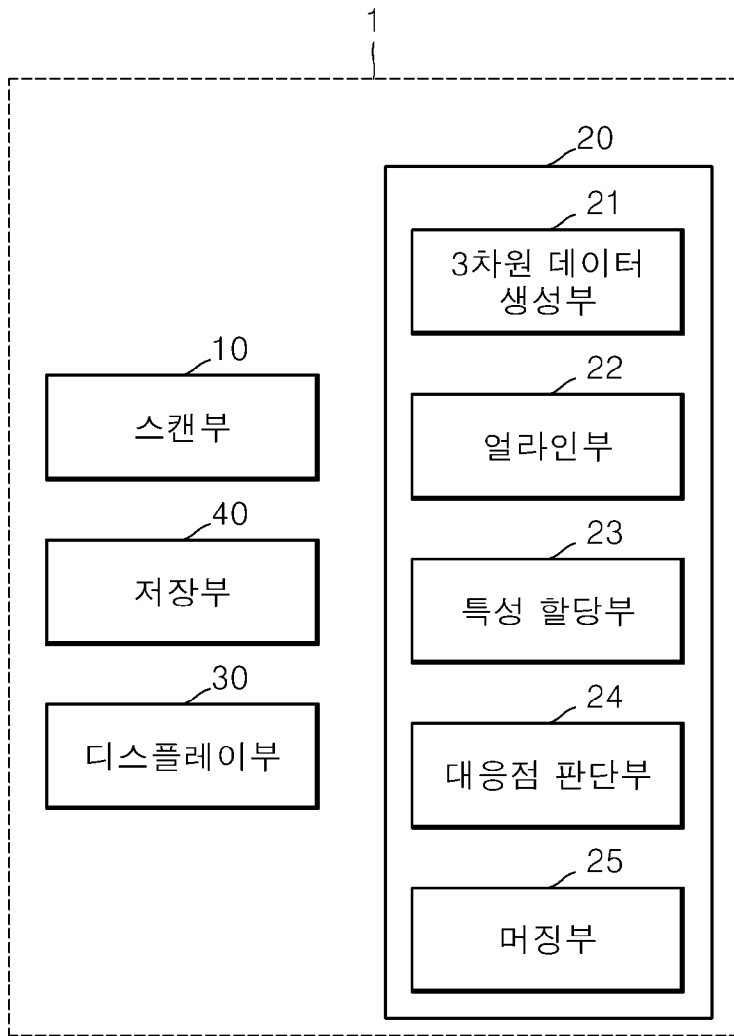 1
20
21
3차원 데이터
생성부
10
스캔부
22
얼라인부
40
저장부
23
특성 할당부
30
디스플레이부
24
대응점 판단부
25
머징부